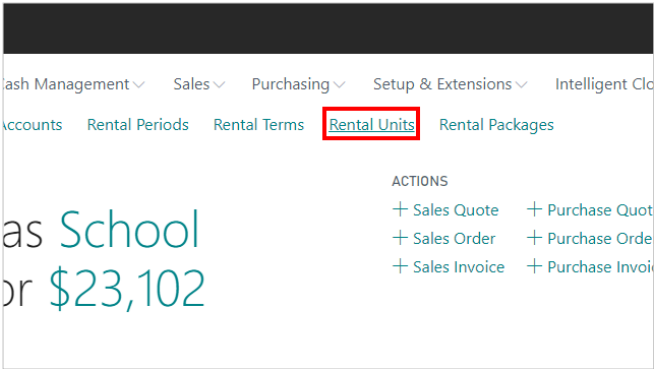 Cash Management Sales Purchasing Setup & Extensions Intelligent Clo
Accounts Rental Periods Rental Terms Rental Units Rental Packages
ACTIONS
+ Sales Quote + Purchase Quot
+ Sales Order + Purchase Orde
+ Sales Invoice + Purchase Invoi
as School
or $23,102